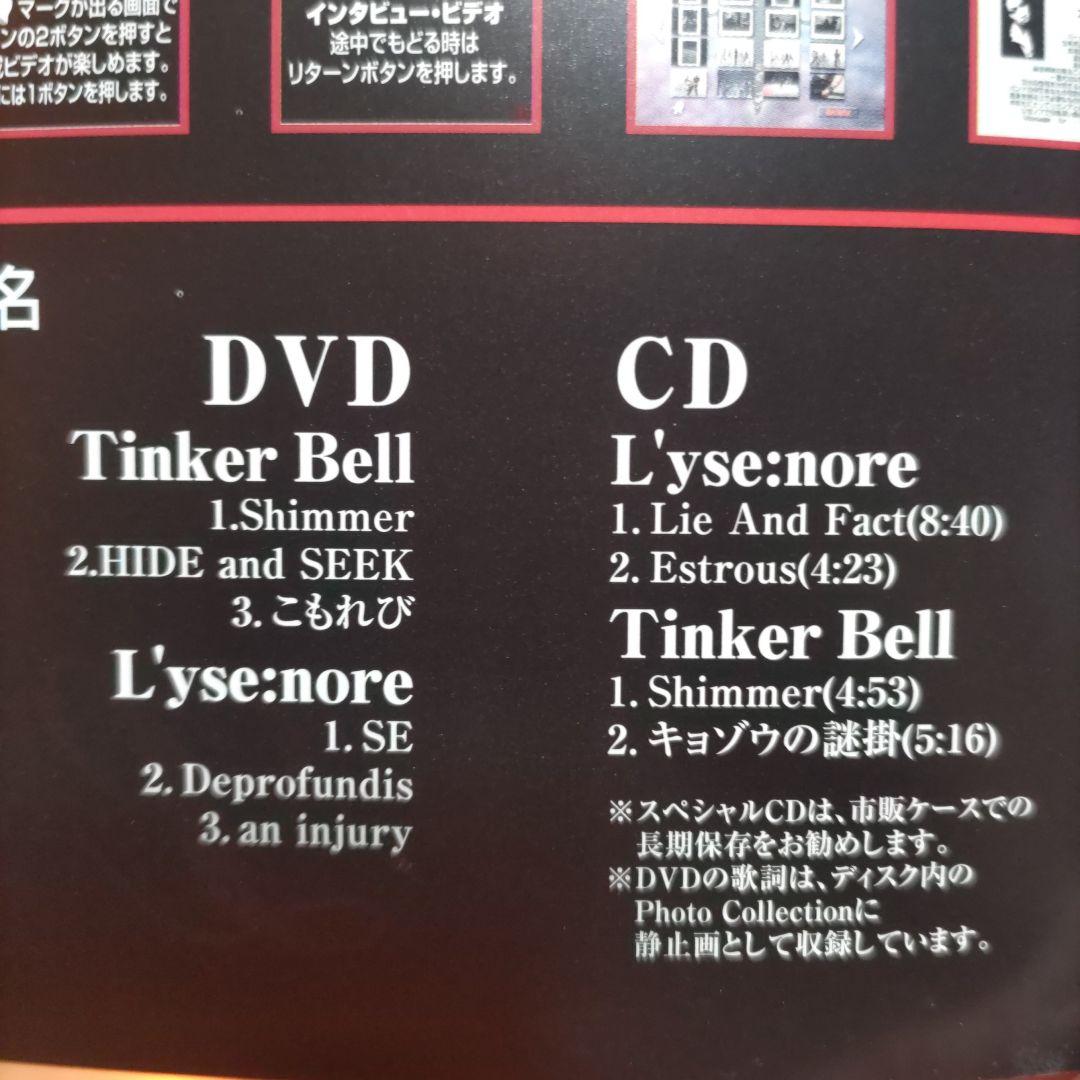 マークが出る画面で
ンの2ボタンを押すと
ビデオが楽しめます。
には1ボタンを押します。
インタビュー・ビデオ
途中でもどる時は
リターンボタンを押します。
名
DVD
Tinker Bell
1.Shimmer
2.HIDE and SEEK
3. こもれび
L'yse:nore
1. SE
2. Deprofundis
3. an injury
CD
L'yse:nore
1. Lie And Fact(8:40)
2. Estrous(4:23)
Tinker Bell
1. Shimmer(4:53)
2. キョゾウの謎掛(5:16)
※スペシャルCDは、市販ケースでの
長期保存をお勧めします。
※DVDの歌詞は、ディスク内の
Photo Collectionに
静止画として収録しています。